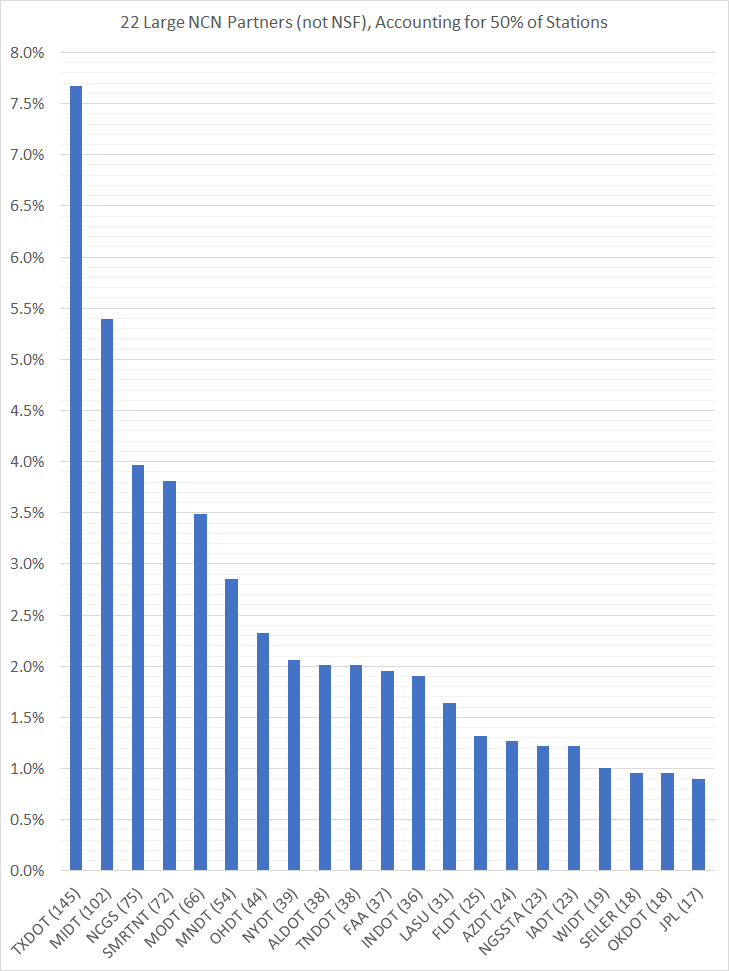 22 Large NCN Partners (not NSF), Accounting for 50% of Stations
8.0%
7.5%
7.0%
6.5%
6.0%
5.5%
5.0%
4.5%
4.0%
3.5%
3.0%
2.5%
2.0%
1.5%
1.0%
0.5%
0.0%
TXDOT (145)
MIDT (102)
NCGS (75)
SMRTNT (72)
MODT (66)
MNDT (54)
OHDT (44)
NYDT (39)
ALDOT (38)
TNDOT (38)
FAA (37)
INDOT (36)
LASU (31)
FLDT (25)
AZDT (24)
NGSSTA (23)
IADT (23)
WIDT (19)
SEILER (18)
OKDOT (18)
JPL (17)